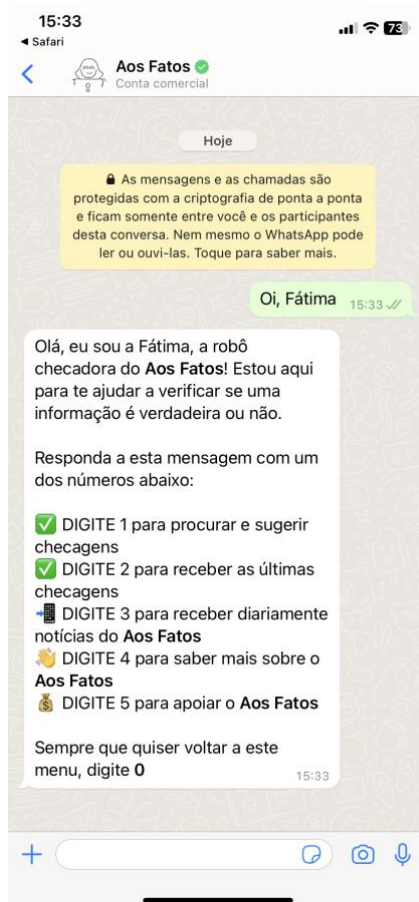 15:33
◀ Safari
73
Aos Fatos
Conta comercial
Hoje
As mensagens e as chamadas são
protegidas com a criptografia de ponta a ponta
e ficam somente entre você e os participantes
desta conversa. Nem mesmo o WhatsApp pode
ler ou ouvi-las. Toque para saber mais.
Oi, Fátima 15:33
Olá, eu sou a Fátima, a robô
checadora do Aos Fatos! Estou aqui
para te ajudar a verificar se uma
informação é verdadeira ou não.
Responda a esta mensagem com um
dos números abaixo:
✅ DIGITE 1 para procurar e sugerir
checagens
✅ DIGITE 2 para receber as últimas
checagens
📲 DIGITE 3 para receber diariamente
notícias do Aos Fatos
👋 DIGITE 4 para saber mais sobre o
Aos Fatos
💰 DIGITE 5 para apoiar o Aos Fatos
Sempre que quiser voltar a este
menu, digite 0
15:33